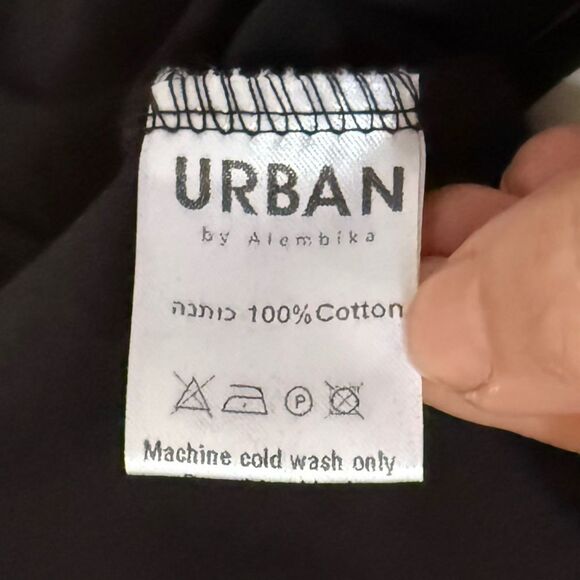 URBAN
by Alembika
כותנה 100% Cotton
P
Machine cold wash only